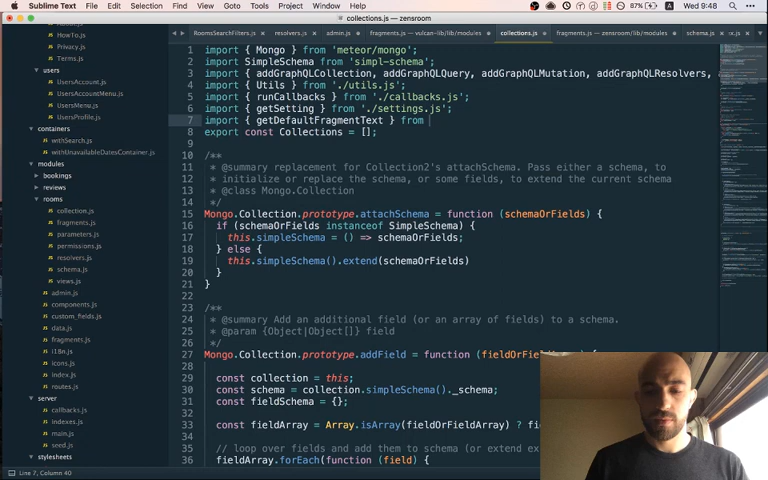 Sublime Text File Edit Selection Find View Goto Tools Project Window Help 87% Wed 9:48
collections.js — zensroom
RoomsSearchFilters.js resolvers.js admin.js fragments.js — vulcan-lib/lib/modules collections.js fragments.js — zensroom/lib/modules schema.js
HowTo.js
Privacy.js
Terms.js
users
UsersAccount.js
UsersAccountMenu.js
UsersMenu.js
UsersProfile.js
containers
withSearch.js
withUnavailableDatesContainer.js
modules
bookings
reviews
rooms
collection.js
fragments.js
parameters.js
permissions.js
resolvers.js
schema.js
views.js
admin.js
components.js
custom_fields.js
data.js
fragments.js
i18n.js
icons.js
index.js
routes.js
server
callbacks.js
indexes.js
main.js
seed.js
stylesheets
1 import { Mongo } from 'meteor/mongo';
2 import SimpleSchema from 'simpl-schema';
3 import { addGraphQLCollection, addGraphQLQuery, addGraphQLMutation, addGraphQLResolvers,
4 import { Utils } from './utils.js';
5 import { runCallbacks } from './callbacks.js';
6 import { getSetting } from './settings.js';
7 import { getDefaultFragmentText } from
8 export const Collections = [];
9
10 /**
11 * @summary replacement for Collection2's attachSchema. Pass either a schema, to
12 * initialize or replace the schema, or some fields, to extend the current schema
13 * @class Mongo.Collection
14 */
15 Mongo.Collection.prototype.attachSchema = function (schemaOrFields) {
16 if (schemaOrFields instanceof SimpleSchema) {
17 this.simpleSchema = () => schemaOrFields;
18 } else {
19 this.simpleSchema().extend(schemaOrFields)
20 }
21 }
22
23 /**
24 * @summary Add an additional field (or an array of fields) to a schema.
25 * @param {Object|Object[]} field
26 */
27 Mongo.Collection.prototype.addField = function (fieldOrField
28
29 const collection = this;
30 const schema = collection.simpleSchema()._schema;
31 const fieldSchema = {};
32
33 const fieldArray = Array.isArray(fieldOrFieldArray) ?
34
35 // loop over fields and add them to schema (or extend
36 fieldArray.forEach(function (field) {
Line 7, Column 40